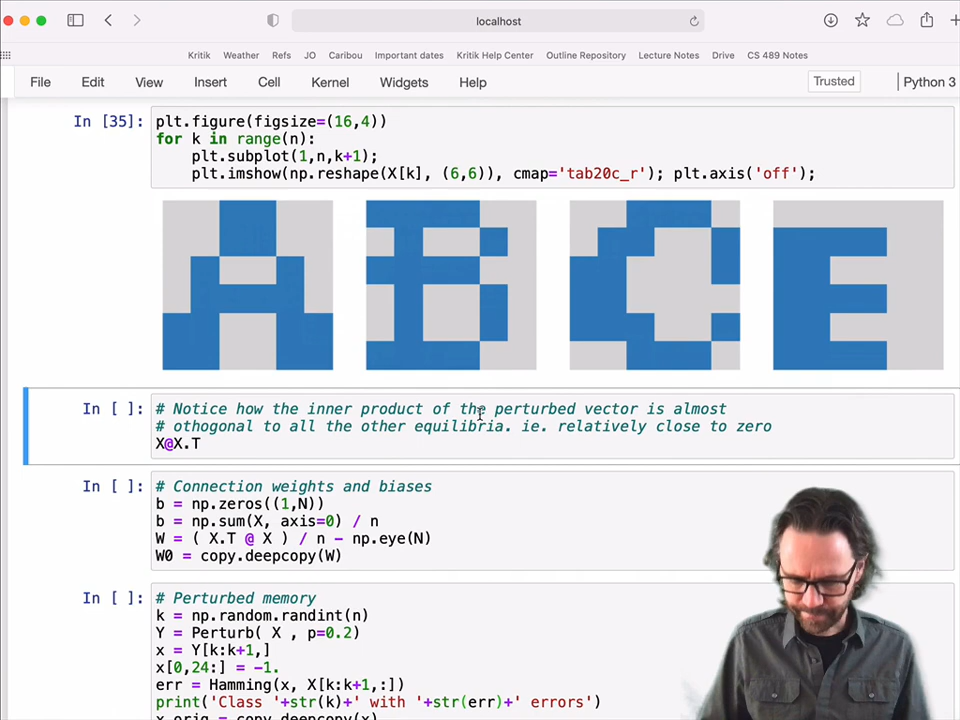 localhost
Kritik Weather Refs JO Caribou Important dates Kritik Help Center Outline Repository Lecture Notes Drive CS 489 Notes
File Edit View Insert Cell Kernel Widgets Help Trusted Python 3
In [35]: plt.figure(figsize=(16,4))
for k in range(n):
plt.subplot(1,n,k+1);
plt.imshow(np.reshape(X[k], (6,6)), cmap='tab20c_r'); plt.axis('off');
A B C E
In [ ]: # Notice how the inner product of the perturbed vector is almost
# othogonal to all the other equilibria. ie. relatively close to zero
X@X.T
In [ ]: # Connection weights and biases
b = np.zeros((1,N))
b = np.sum(X, axis=0) / n
W = ( X.T @ X ) / n - np.eye(N)
W0 = copy.deepcopy(W)
In [ ]: # Perturbed memory
k = np.random.randint(n)
Y = Perturb( X , p=0.2)
x = Y[k:k+1,]
x[0,24:] = -1.
err = Hamming(x, X[k:k+1,:])
print('Class '+str(k)+' with '+str(err)+' errors')
x_orig = copy.deepcopy(x)